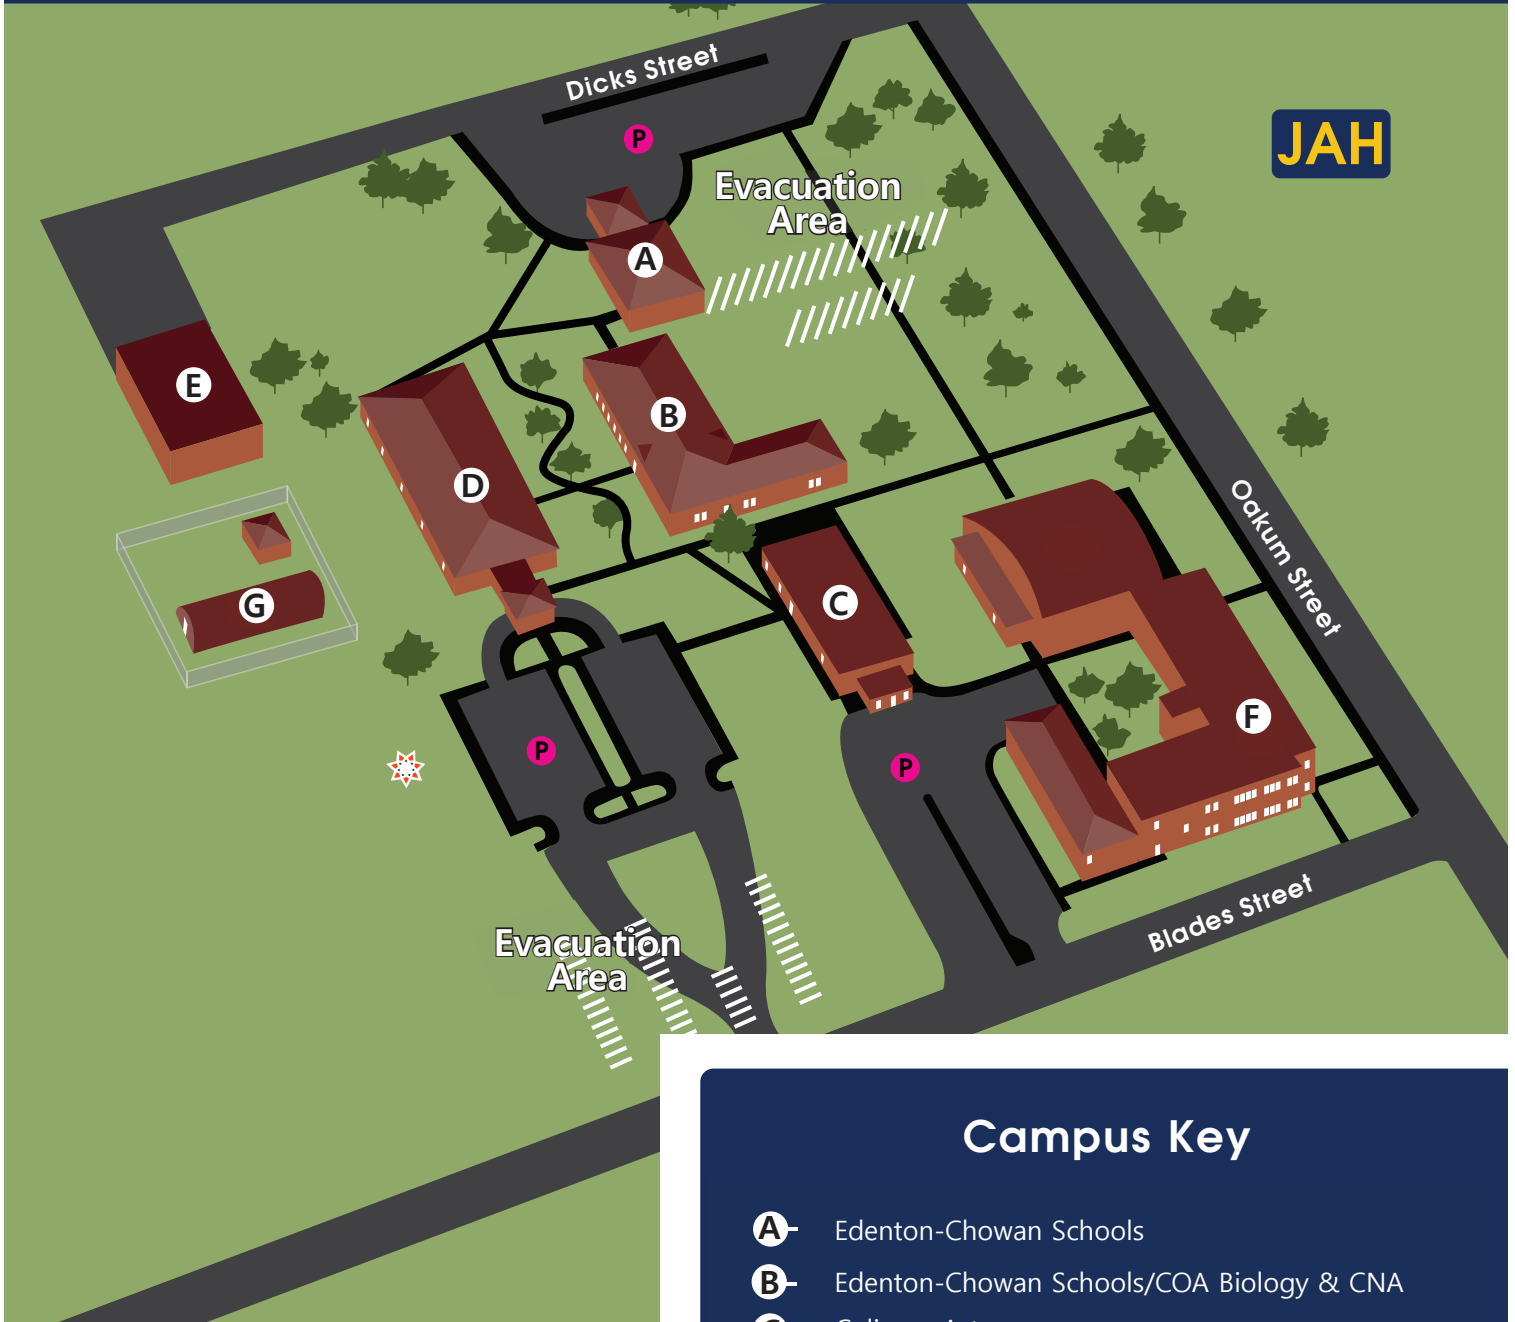 Dicks Street
P
JAH
Evacuation
Area
A
E
B
D
C
G
Oakum Street
F
P
P
Blades Street
Evacuation
Area
Campus Key
A Edenton-Chowan Schools
B Edenton-Chowan Schools/COA Biology & CNA